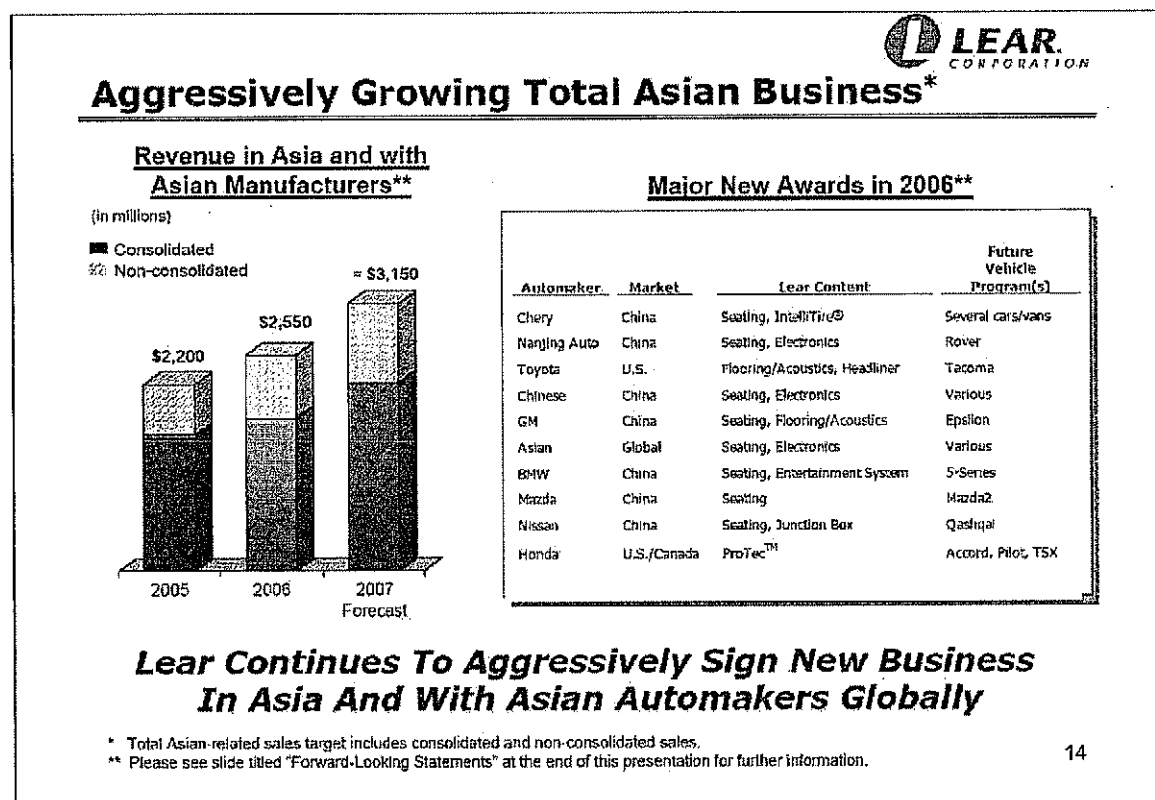 LEAR.
CORPORATION
Aggressively Growing Total Asian Business*
Revenue in Asia and with
Asian Manufacturers**
(in millions)
Consolidated
Non-consolidated
$2,200
$2,550
= $3,150
2005
2006
2007
Forecast
Major New Awards in 2006**
Automaker Market Lear Content Future Vehicle Program(s)
Chery China Seating, IntelliTire® Several cars/vans
Nanjing Auto China Seating, Electronics Rover
Toyota U.S. Flooring/Acoustics, Headliner Tacoma
Chinese China Seating, Electronics Various
GM China Seating, Flooring/Acoustics Epsilon
Asian Global Seating, Electronics Various
BMW China Seating, Entertainment System 5-Series
Mazda China Seating Mazda2
Nissan China Seating, Junction Box Qashqai
Honda U.S./Canada ProTec™ Accord, Pilot, TSX
Lear Continues To Aggressively Sign New Business
In Asia And With Asian Automakers Globally
* Total Asian-related sales target includes consolidated and non-consolidated sales.
** Please see slide titled "Forward-Looking Statements" at the end of this presentation for further information.
14